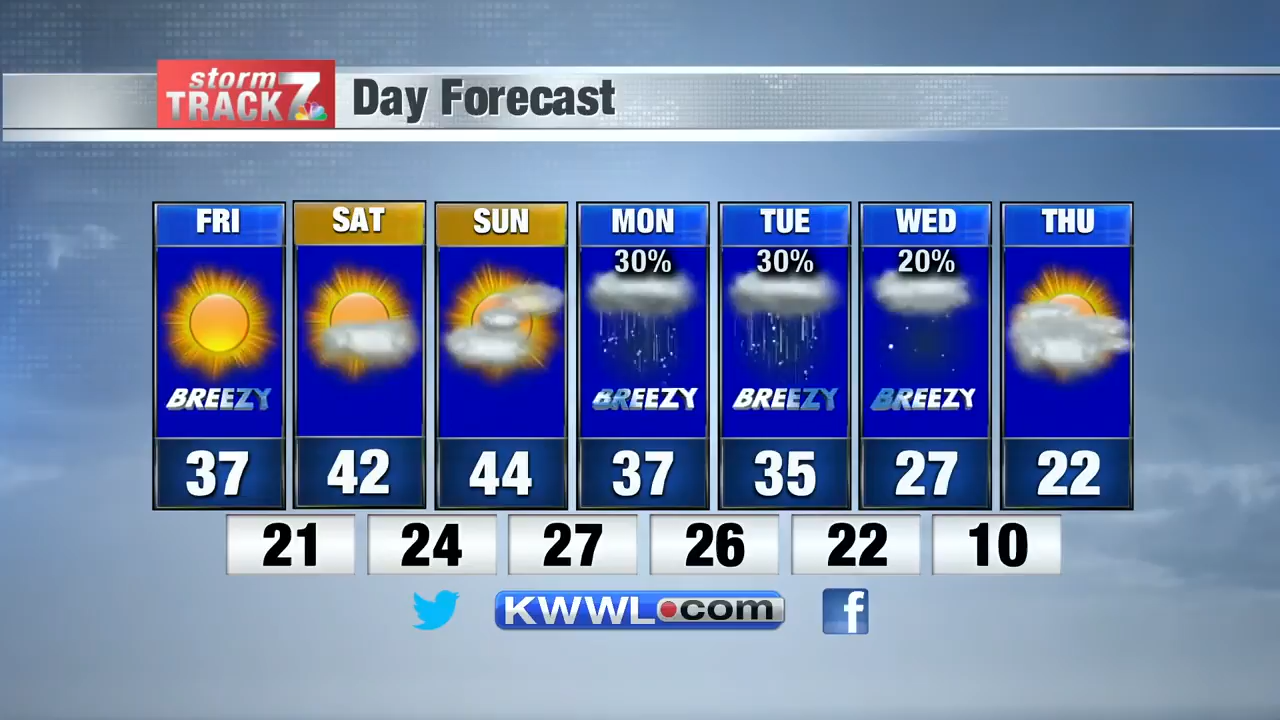 storm
TRACK 7 Day Forecast
FRI SAT SUN MON TUE WED THU
30% 30% 20%
BREEZY BREEZY BREEZY BREEZY
37 42 44 37 35 27 22
21 24 27 26 22 10
KWWL.com f